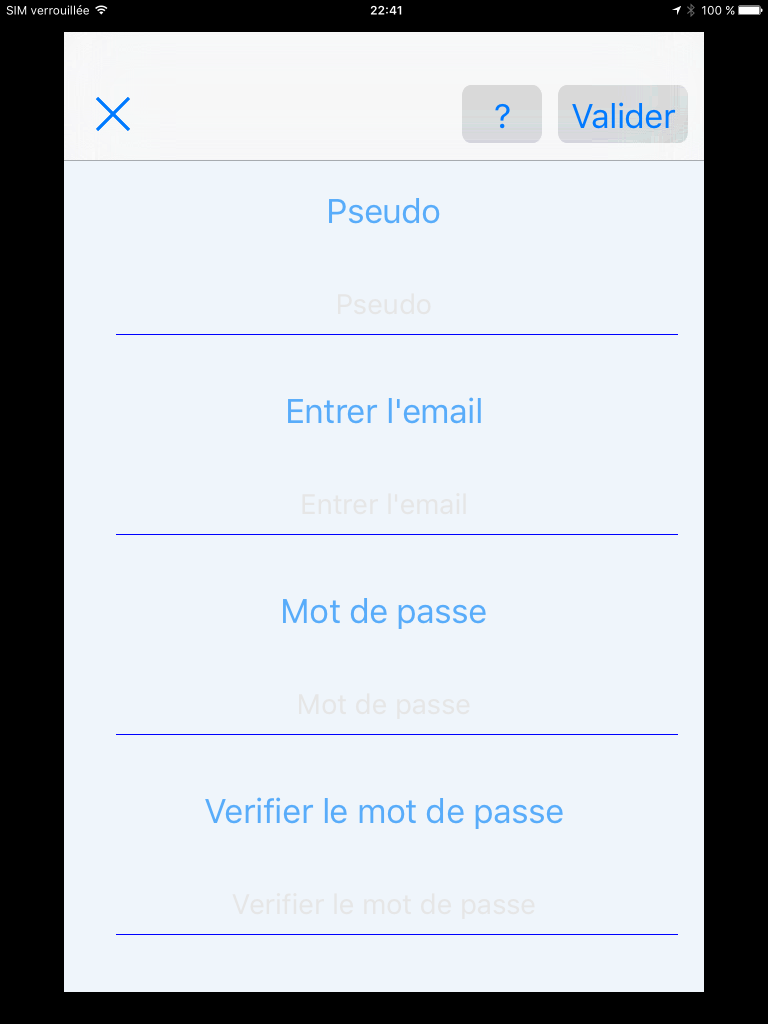 SIM verrouillée 22:41 100 %
? Valider
Pseudo
Pseudo
Entrer l'email
Entrer l'email
Mot de passe
Mot de passe
Verifier le mot de passe
Verifier le mot de passe